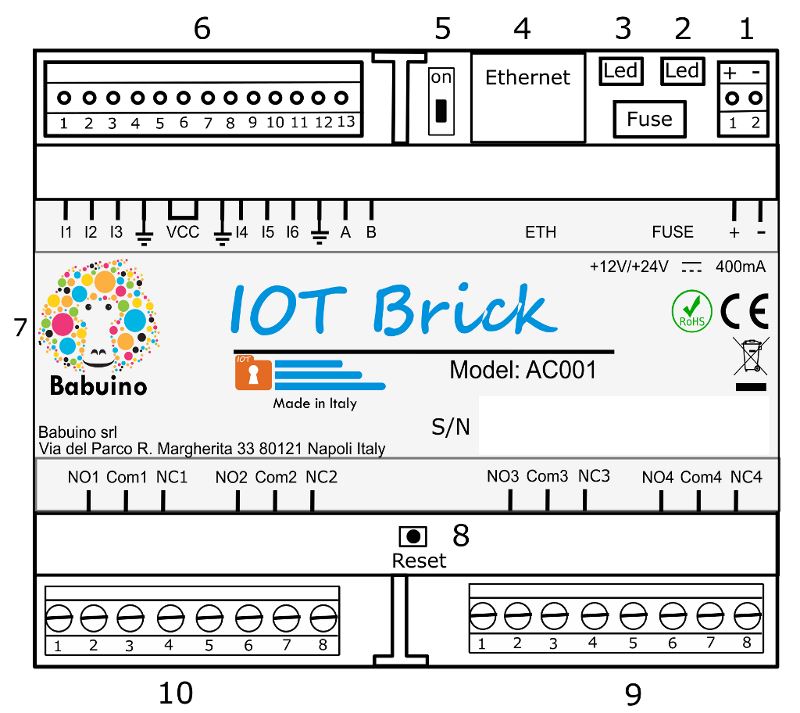 6 5 4 3 2 1
on Ethernet Led Led + -
Fuse
1 2 3 4 5 6 7 8 9 10 11 12 13 1 2
I1 I2 I3 VCC I4 I5 I6 A B ETH FUSE + -
+12V/+24V 400mA
IOT Brick
RoHS CE
7
IOT
Model: AC001
Babuino
Made in Italy
S/N
Babuino srl
Via del Parco R. Margherita 33 80121 Napoli Italy
NO1 Com1 NC1 NO2 Com2 NC2 NO3 Com3 NC3 NO4 Com4 NC4
8
Reset
1 2 3 4 5 6 7 8 1 2 3 4 5 6 7 8
10 9